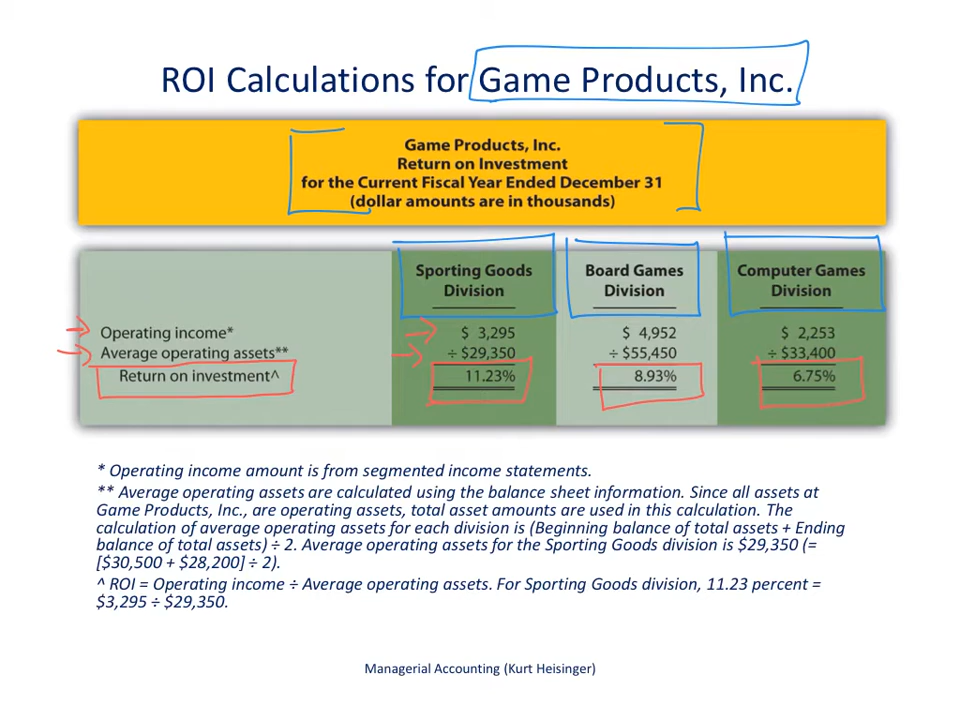 ROI Calculations for Game Products, Inc.
Game Products, Inc.
Return on Investment
for the Current Fiscal Year Ended December 31
(dollar amounts are in thousands)
Sporting Goods Division Board Games Division Computer Games Division
Operating income* $ 3,295 $ 4,952 $ 2,253
Average operating assets** ÷ $29,350 ÷ $55,450 ÷ $33,400
Return on investment^ 11.23% 8.93% 6.75%
* Operating income amount is from segmented income statements.
** Average operating assets are calculated using the balance sheet information. Since all assets at
Game Products, Inc., are operating assets, total asset amounts are used in this calculation. The
calculation of average operating assets for each division is (Beginning balance of total assets + Ending
balance of total assets) ÷ 2. Average operating assets for the Sporting Goods division is $29,350 (=
[$30,500 + $28,200] ÷ 2).
^ ROI = Operating income ÷ Average operating assets. For Sporting Goods division, 11.23 percent =
$3,295 ÷ $29,350.
Managerial Accounting (Kurt Heisinger)